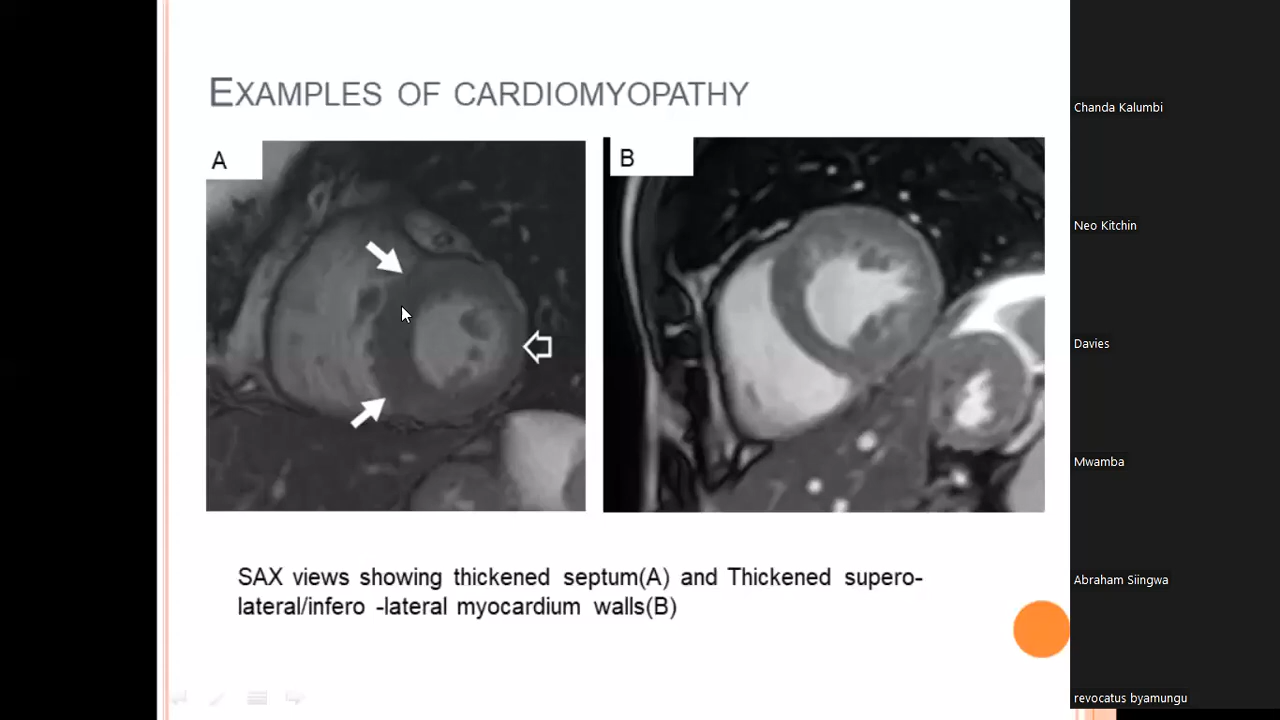 EXAMPLES OF CARDIOMYOPATHY
A
B
SAX views showing thickened septum(A) and Thickened supero-
lateral/infero -lateral myocardium walls(B)
Chanda Kalumbi
Neo Kitchin
Davies
Mwamba
Abraham Siingwa
revocatus byamungu